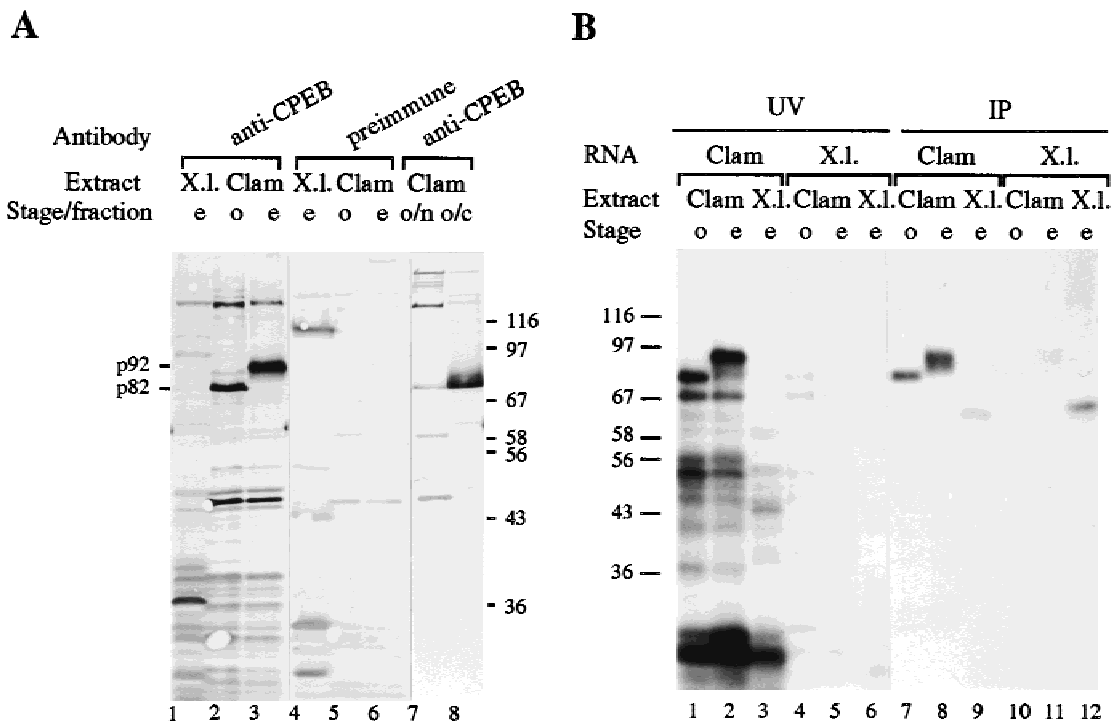 A
Antibody anti-CPEB preimmune anti-CPEB
Extract X.l. Clam X.l. Clam Clam
Stage/fraction e o e e o e o/n o/c
p92
p82
116
97
67
58
56
43
36
1 2 3 4 5 6 7 8
B
UV IP
RNA Clam X.l. Clam X.l.
Extract Clam X.l. Clam X.l. Clam X.l. Clam X.l.
Stage o e e o e e o e e o e e
116
97
67
58
56
43
36
1 2 3 4 5 6 7 8 9 10 11 12